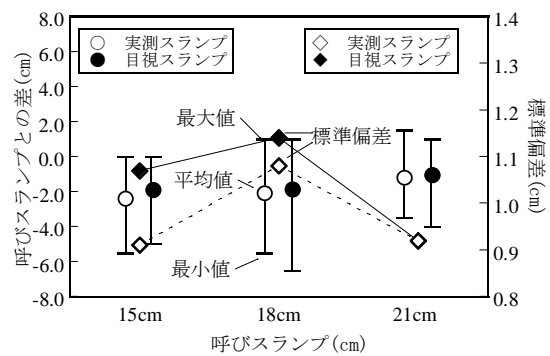 8.0
6.0
4.0
2.0
0.0
-2.0
-4.0
-6.0
-8.0
呼びスランプとの差(cm)
実測スランプ
目視スランプ
実測スランプ
目視スランプ
最大値
標準偏差
平均値
最小値
1.4
1.3
1.2
1.1
1.0
0.9
0.8
標準偏差(cm)
15cm 18cm 21cm
呼びスランプ(cm)